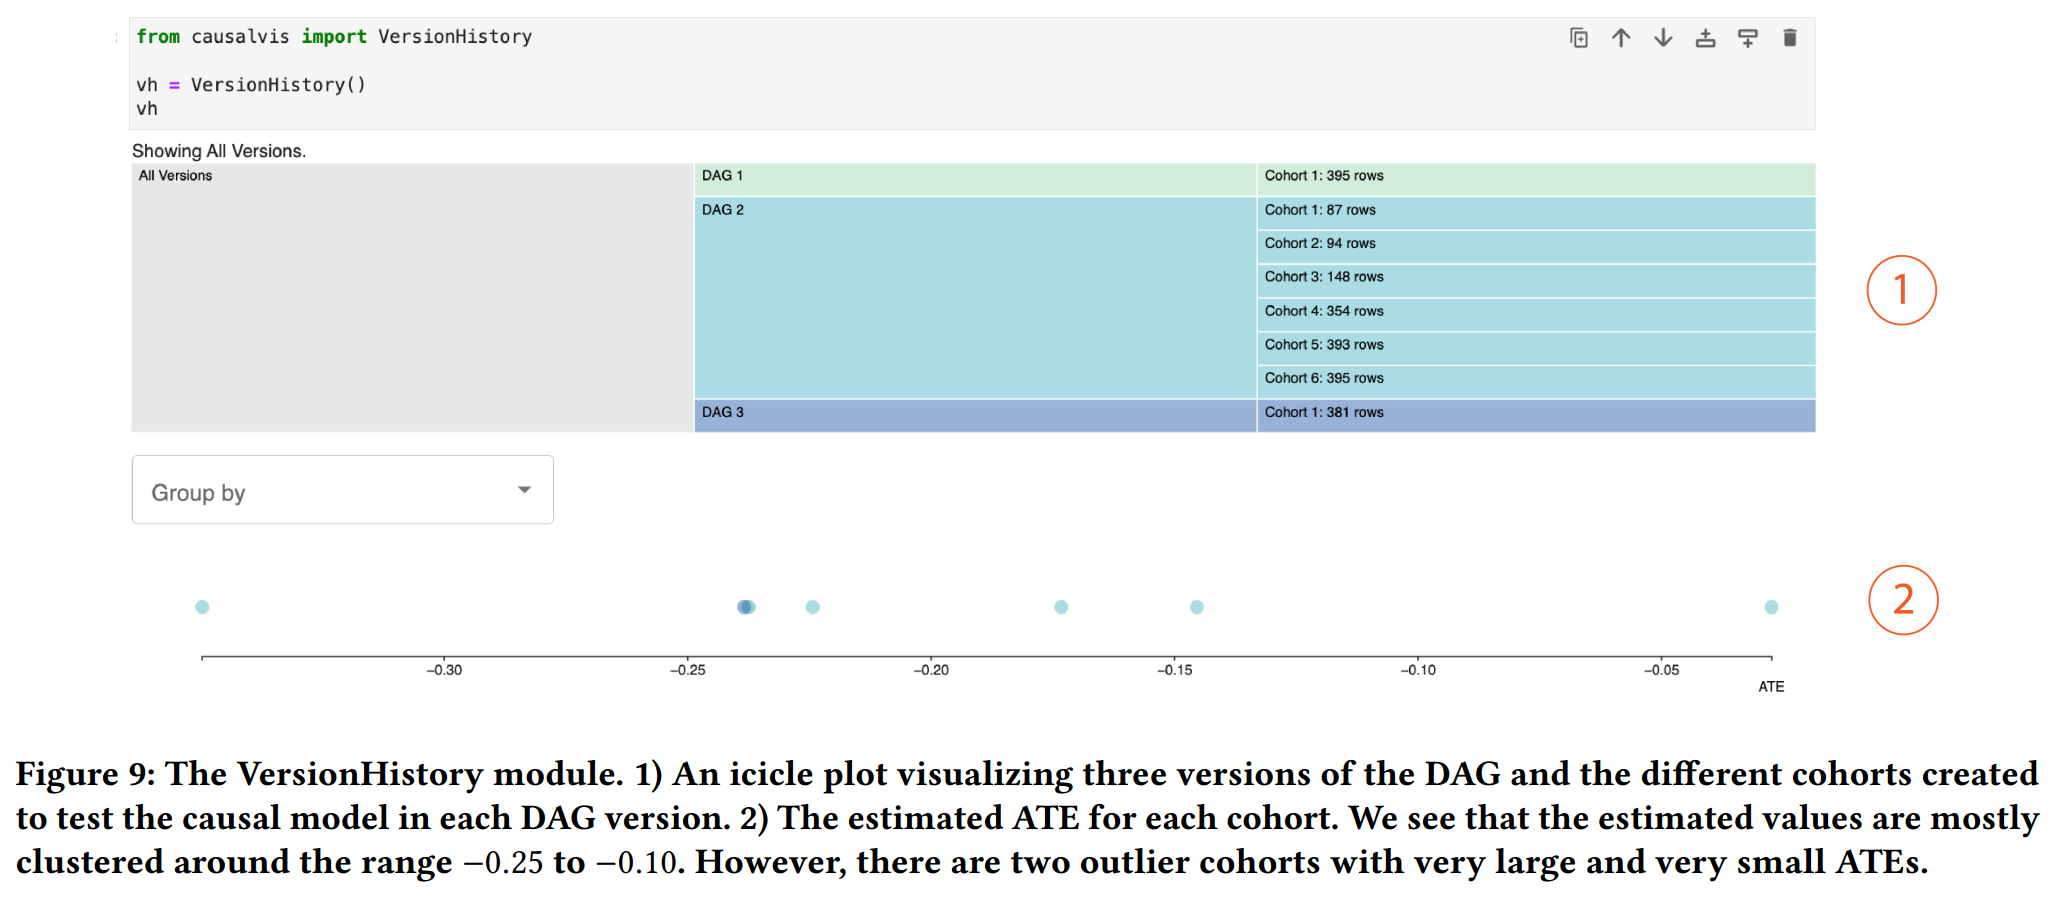 from causalvis import VersionHistory
vh = VersionHistory()
vh
Showing All Versions.
All Versions
DAG 1
Cohort 1: 395 rows
DAG 2
Cohort 1: 87 rows
Cohort 2: 94 rows
Cohort 3: 148 rows
Cohort 4: 354 rows
Cohort 5: 393 rows
Cohort 6: 395 rows
DAG 3
Cohort 1: 381 rows
1
Group by
2
−0.30 −0.25 −0.20 −0.15 −0.10 −0.05
ATE
Figure 9: The VersionHistory module. 1) An icicle plot visualizing three versions of the DAG and the different cohorts created
to test the causal model in each DAG version. 2) The estimated ATE for each cohort. We see that the estimated values are mostly
clustered around the range −0.25 to −0.10. However, there are two outlier cohorts with very large and very small ATEs.